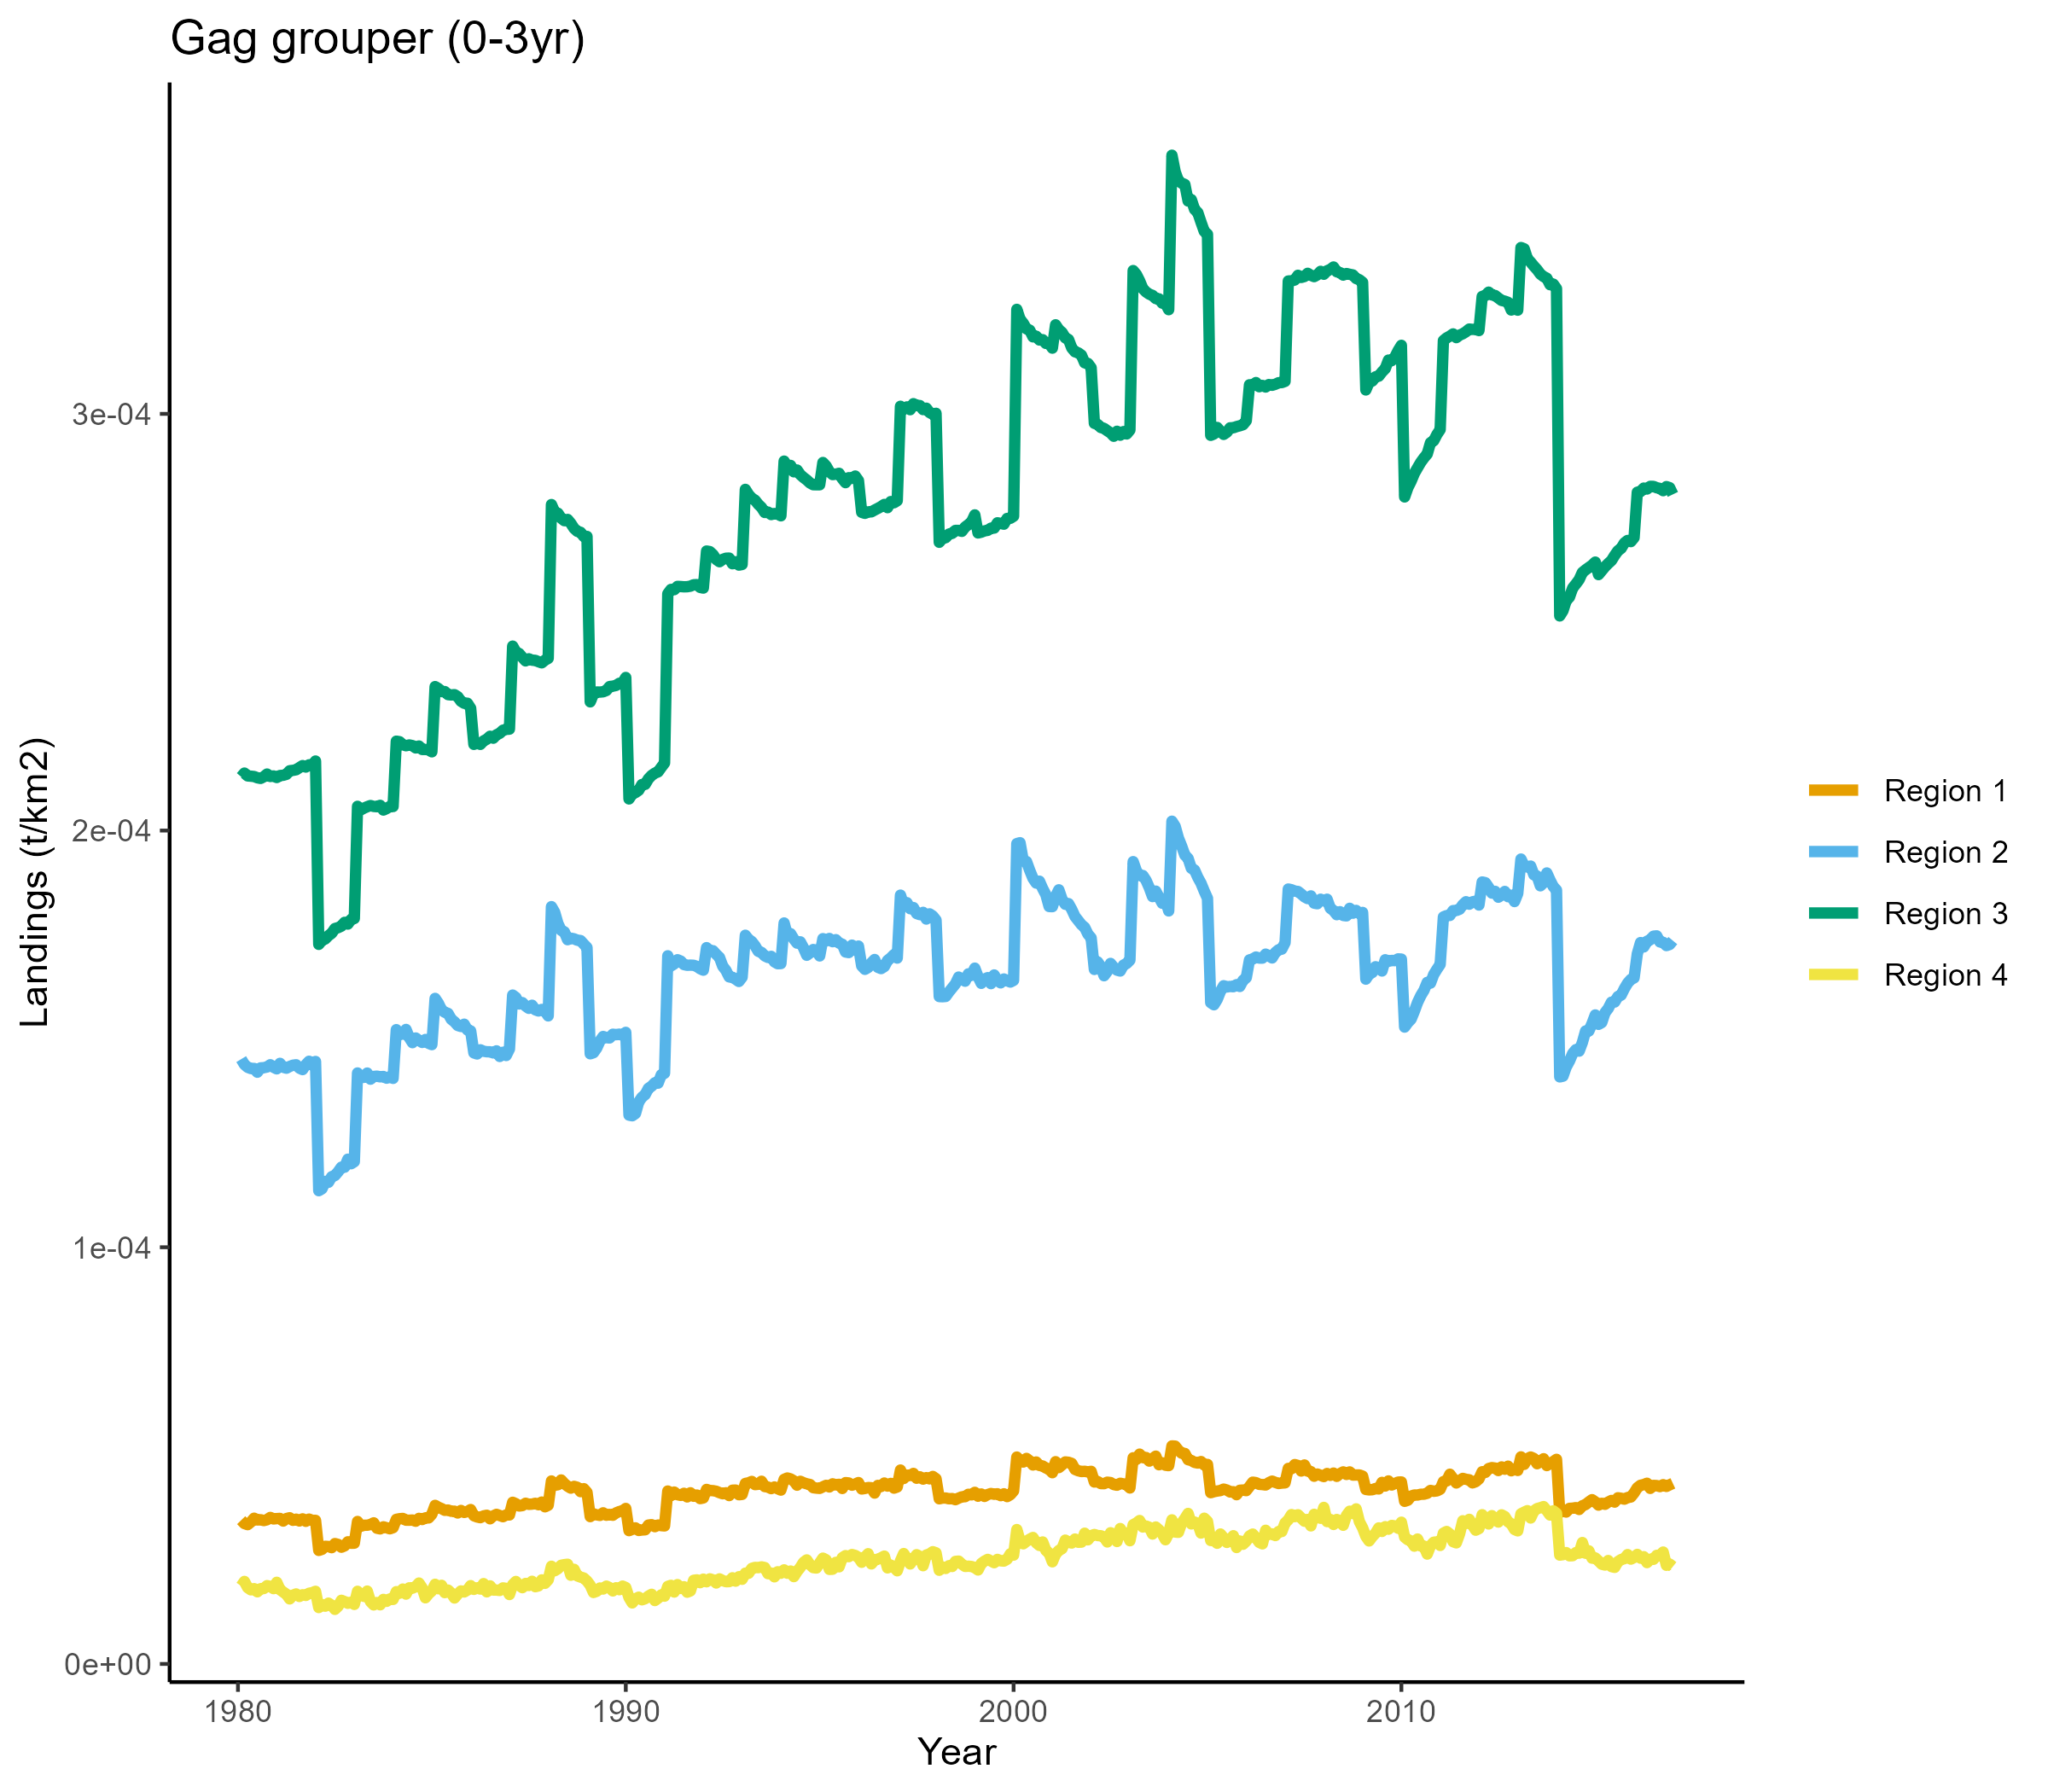 Gag grouper (0-3yr)
Landings (t/km2)
3e-04
2e-04
1e-04
0e+00
1980
1990
2000
2010
Year
Region 1
Region 2
Region 3
Region 4